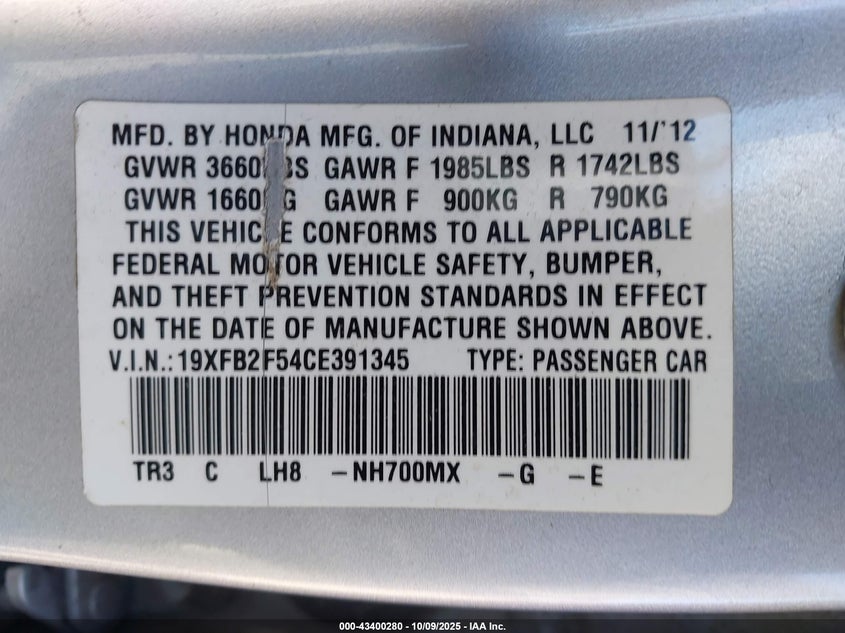 MFD. BY HONDA MFG. OF INDIANA, LLC 11/12
GVWR 3660LBS GAWR F 1985LBS R 1742LBS
GVWR 1660KG GAWR F 900KG R 790KG
THIS VEHICLE CONFORMS TO ALL APPLICABLE
FEDERAL MOTOR VEHICLE SAFETY, BUMPER,
AND THEFT PREVENTION STANDARDS IN EFFECT
ON THE DATE OF MANUFACTURE SHOWN ABOVE.
V.I.N.:19XFB2F54CE391345 TYPE: PASSENGER CAR
TR3 C LH8 -NH700MX -G -E
000-43400280 - 10/09/2025 - IAA Inc.